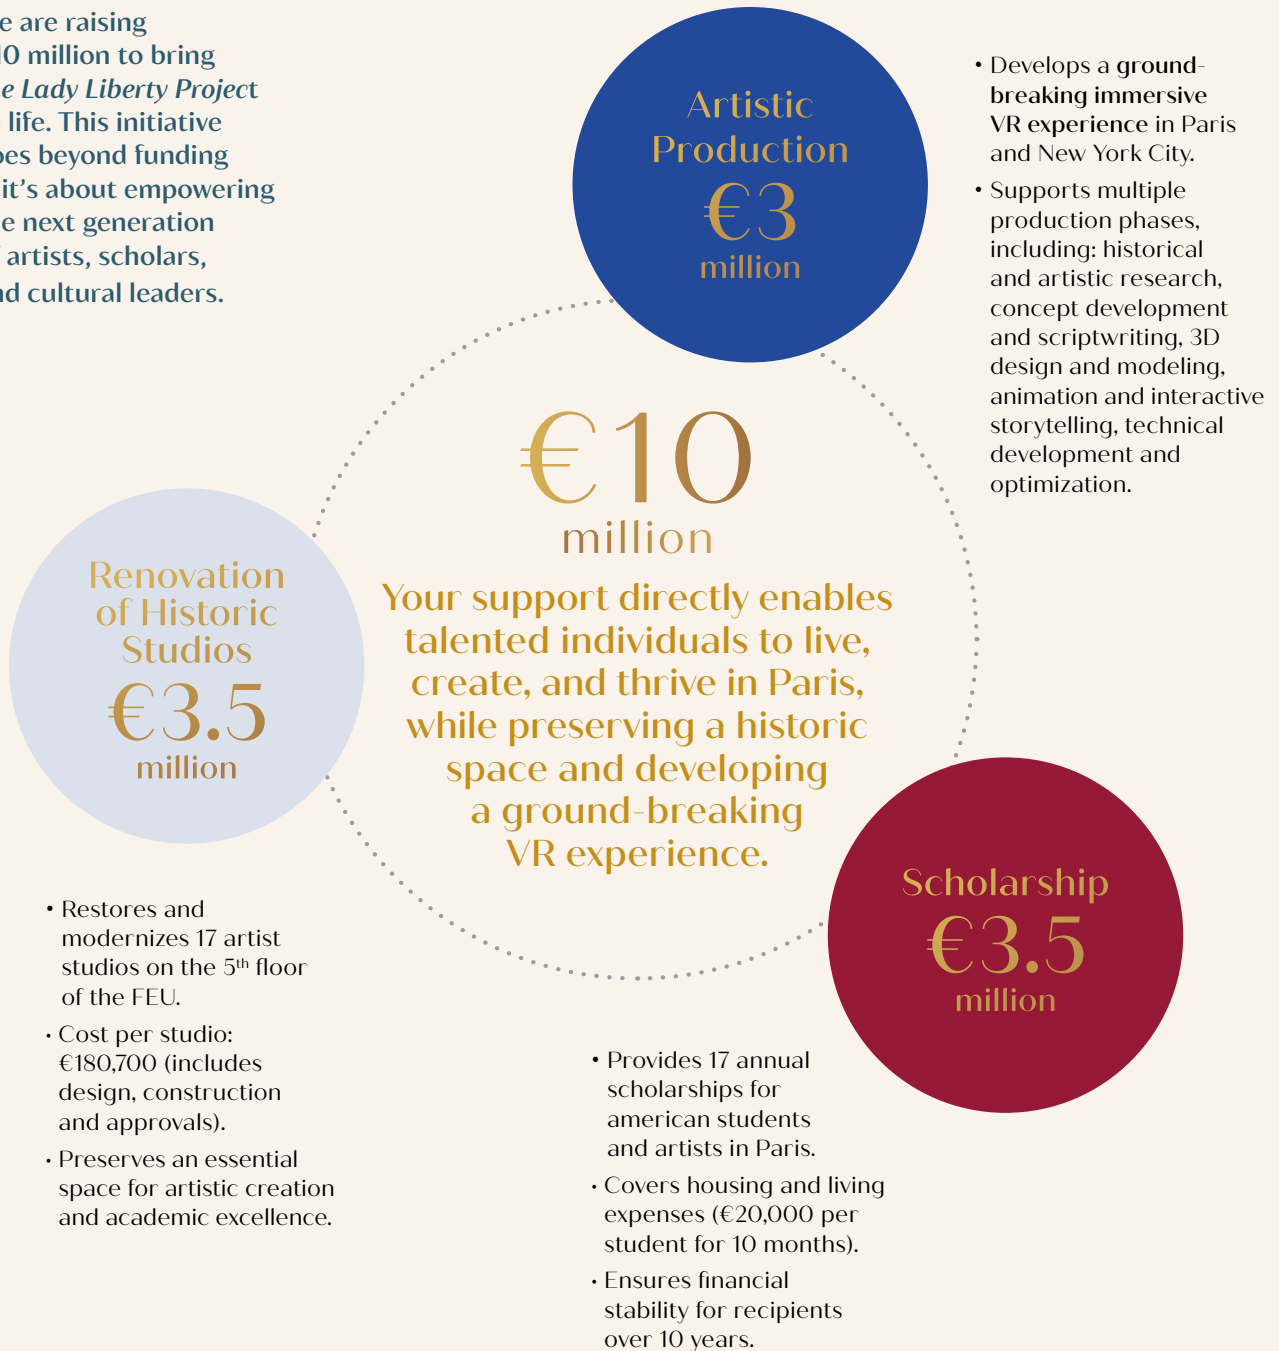 e are raising
10 million to bring
e Lady Liberty Project
life. This initiative
oes beyond funding
it's about empowering
e next generation
f artists, scholars,
nd cultural leaders.
Artistic
Production
€3
million
• Develops a ground-
breaking immersive
VR experience in Paris
and New York City.
• Supports multiple
production phases,
including: historical
and artistic research,
concept development
and scriptwriting, 3D
design and modeling,
animation and interactive
storytelling, technical
development and
optimization.
€10
million
Your support directly enables
talented individuals to live,
create, and thrive in Paris,
while preserving a historic
space and developing
a ground-breaking
VR experience.
Renovation
of Historic
Studios
€3.5
million
• Restores and
modernizes 17 artist
studios on the 5th floor
of the FEU.
• Cost per studio:
€180,700 (includes
design, construction
and approvals).
• Preserves an essential
space for artistic creation
and academic excellence.
Scholarship
€3.5
million
• Provides 17 annual
scholarships for
american students
and artists in Paris.
• Covers housing and living
expenses (€20,000 per
student for 10 months).
• Ensures financial
stability for recipients
over 10 years.